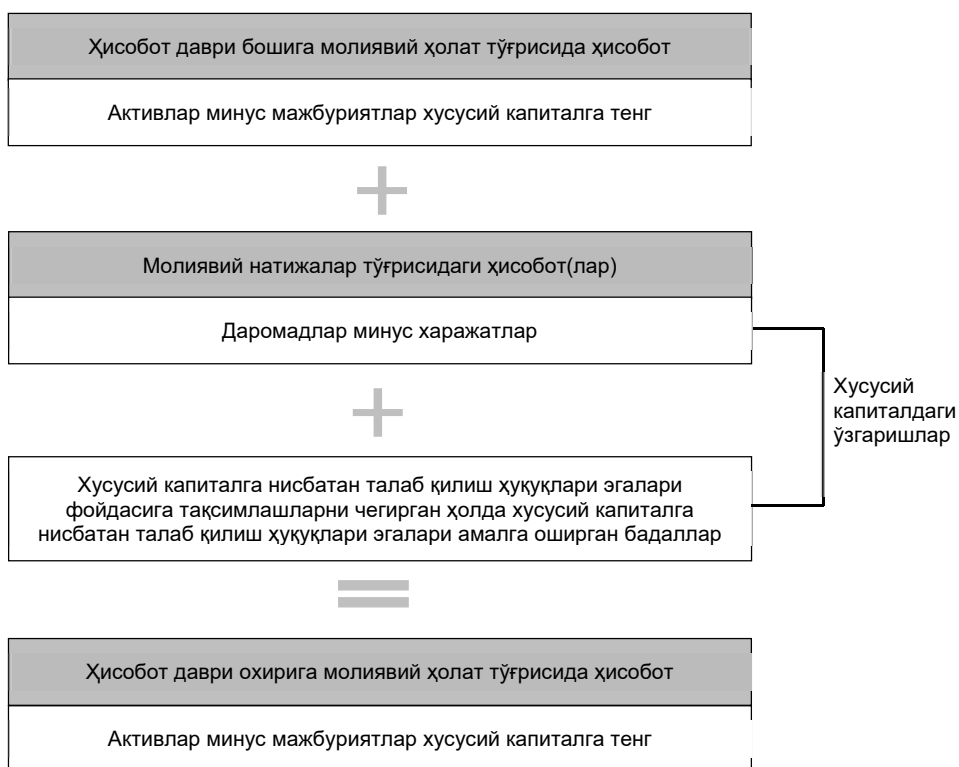 Ҳисобот даври бошига молиявий ҳолат тўғрисида ҳисобот
Активлар минус мажбуриятлар хусусий капиталга тенг
+
Молиявий натижалар тўғрисидаги ҳисобот(лар)
Даромадлар минус харажатлар
+
Хусусий
капиталдаги
ўзгаришлар
Хусусий капиталга нисбатан талаб қилиш ҳуқуқлари эгалари
фойдасига тақсимлашларни чегирган ҳолда хусусий капиталга
нисбатан талаб қилиш ҳуқуқлари эгалари амалга оширган бадаллар
=
Ҳисобот даври охирига молиявий ҳолат тўғрисида ҳисобот
Активлар минус мажбуриятлар хусусий капиталга тенг